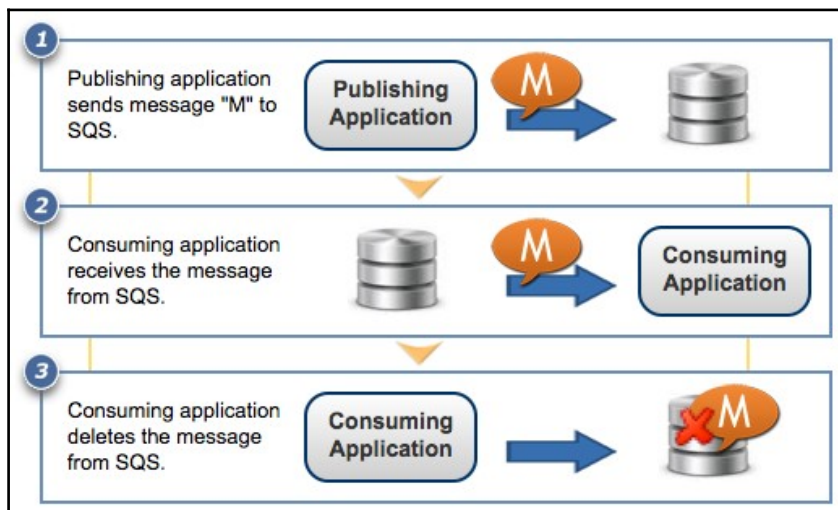 1
Publishing application
sends message "M" to
SQS.
Publishing
Application
M
2
Consuming application
receives the message
from SQS.
M
Consuming
Application
3
Consuming application
deletes the message
from SQS.
Consuming
Application
M